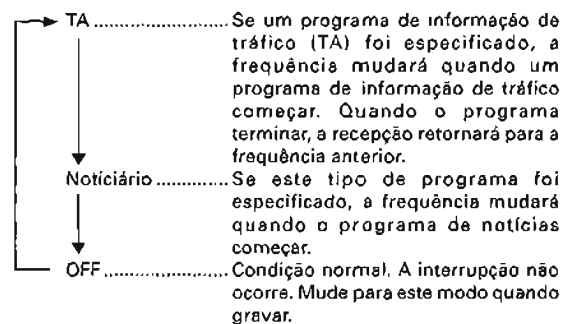 TA ........................ Se um programa de informação de
tráfico (TA) foi especificado, a
frequência mudará quando um
programa de informação de tráfico
começar. Quando o programa
terminar, a recepção retornará para a
frequência anterior.
Notíciário ............. Se este tipo de programa foi
especificado, a frequência mudará
quando o programa de notícias
começar.
OFF ....................... Condição normal. A interrupção não
ocorre. Mude para este modo quando
gravar.